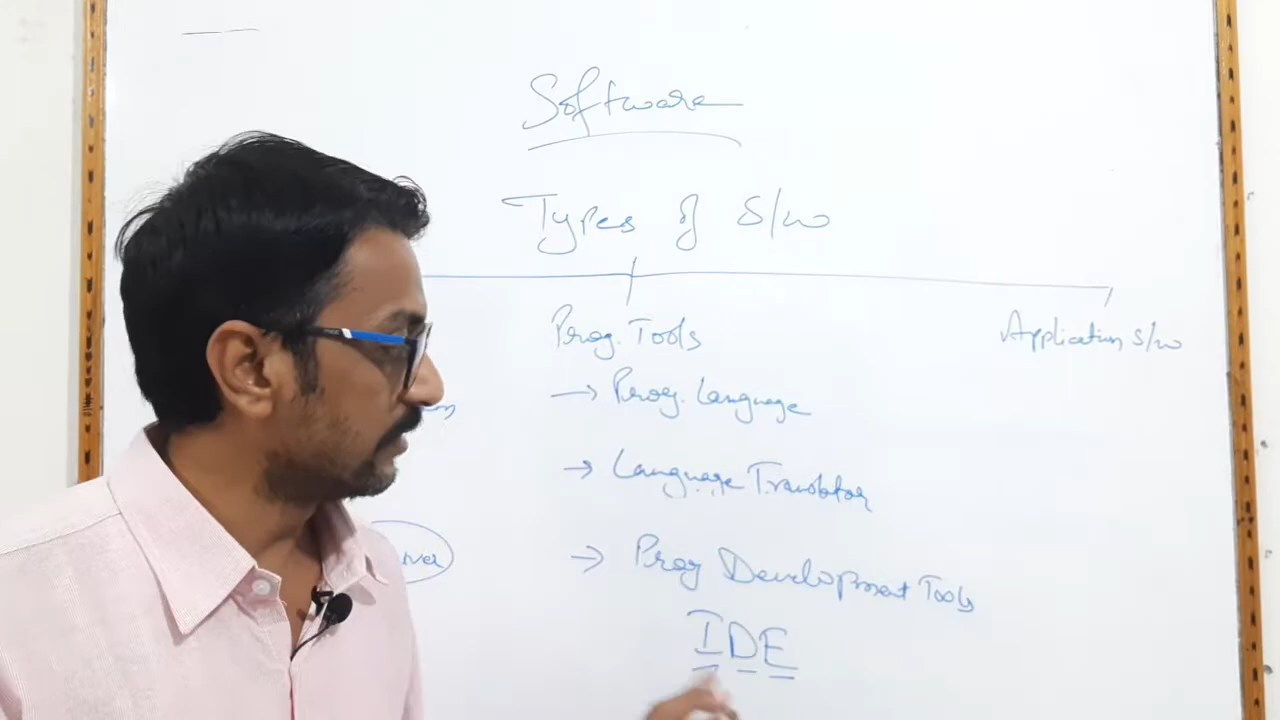 Software
Types of S/w
Prog. Tools
Application S/w
→ Prog. Language
→ Language Translator
→ Prog Development Tools
IDE